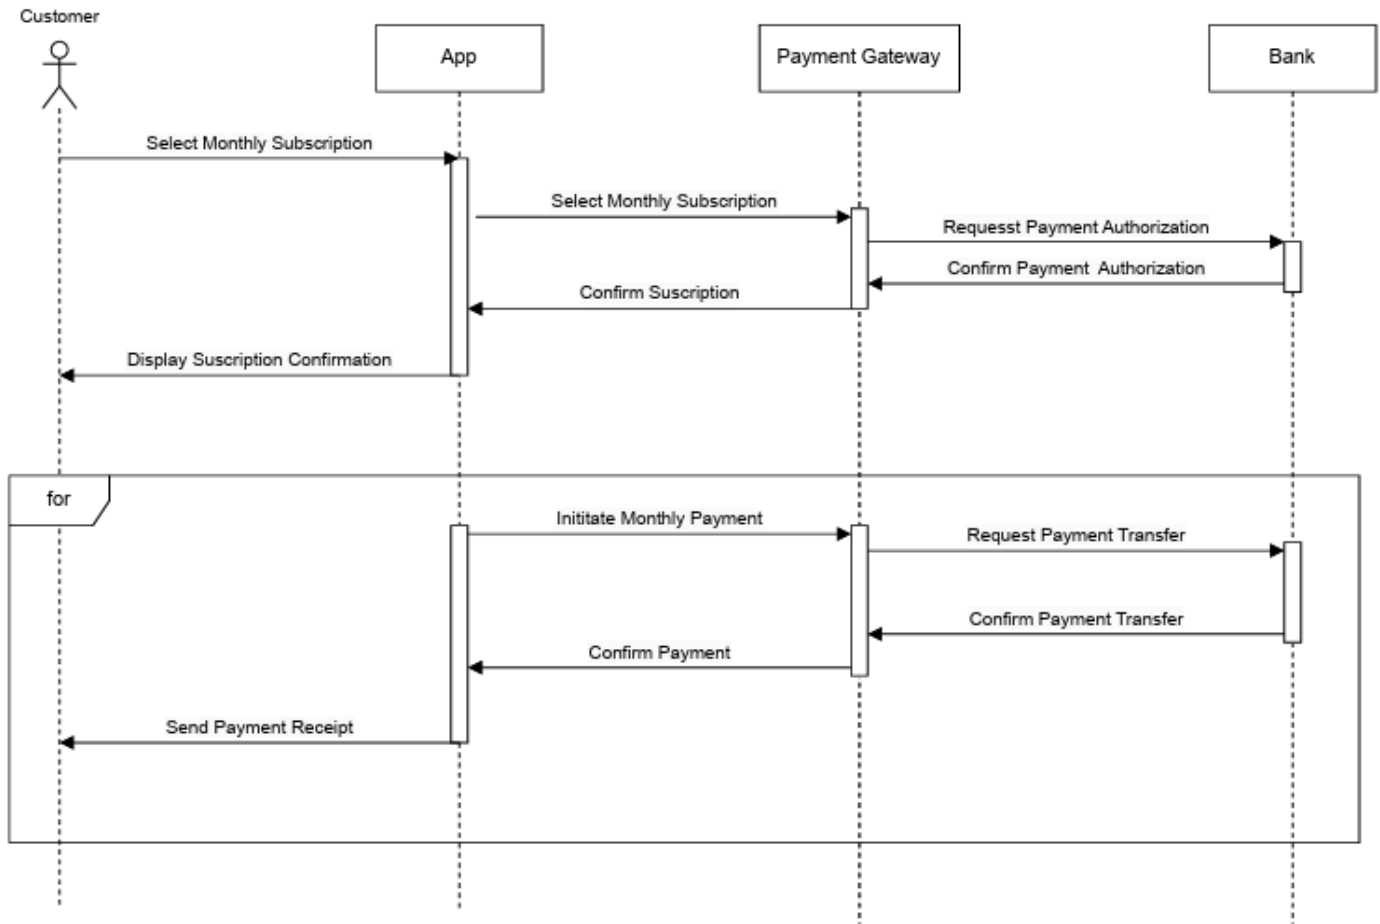 Customer
App
Payment Gateway
Bank
Select Monthly Subscription
Select Monthly Subscription
Requesst Payment Authorization
Confirm Payment Authorization
Confirm Suscription
Display Suscription Confirmation
for
Inititate Monthly Payment
Request Payment Transfer
Confirm Payment Transfer
Confirm Payment
Send Payment Receipt